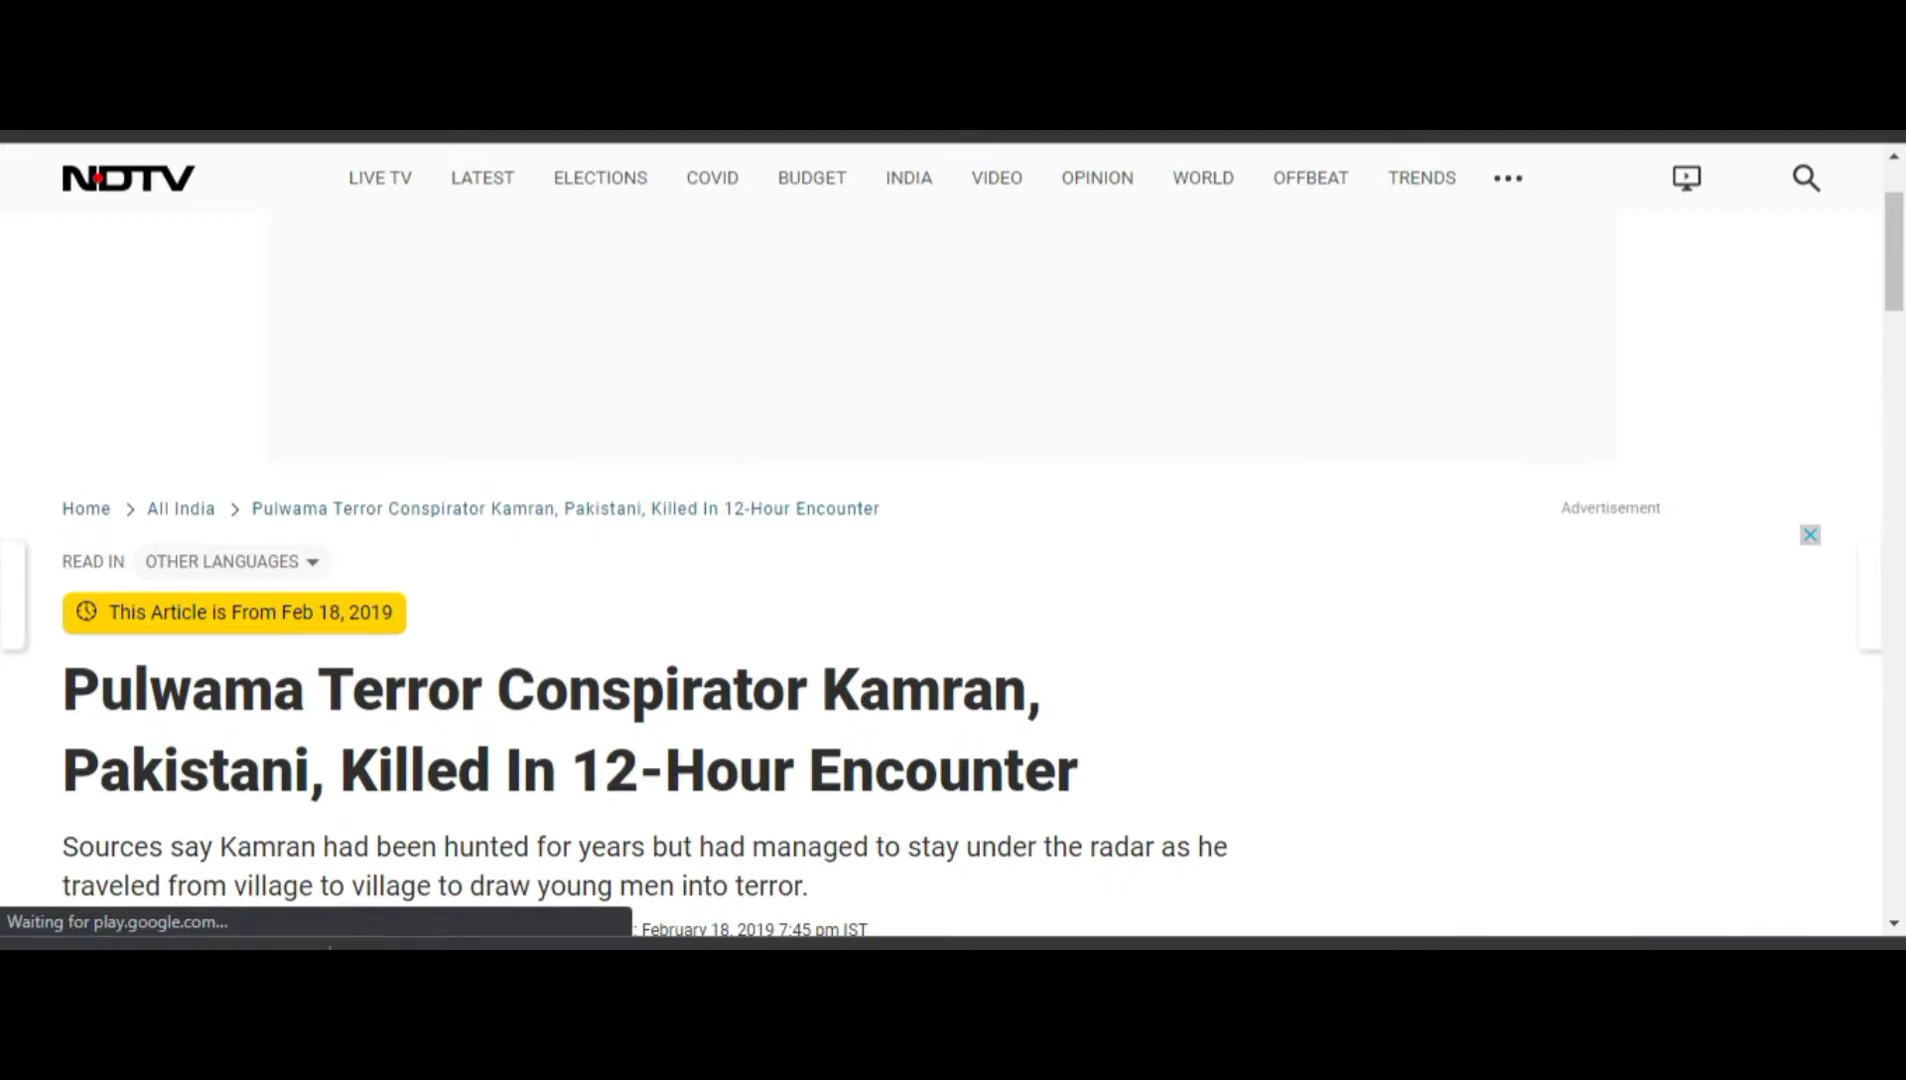 NDTV LIVE TV LATEST ELECTIONS COVID BUDGET INDIA VIDEO OPINION WORLD OFFBEAT TRENDS
Home > All India > Pulwama Terror Conspirator Kamran, Pakistani, Killed In 12-Hour Encounter
Advertisement
READ IN OTHER LANGUAGES
This Article is From Feb 18, 2019
Pulwama Terror Conspirator Kamran,
Pakistani, Killed In 12-Hour Encounter
Sources say Kamran had been hunted for years but had managed to stay under the radar as he
traveled from village to village to draw young men into terror.
Waiting for play.google.com...
: February 18, 2019 7:45 pm IST